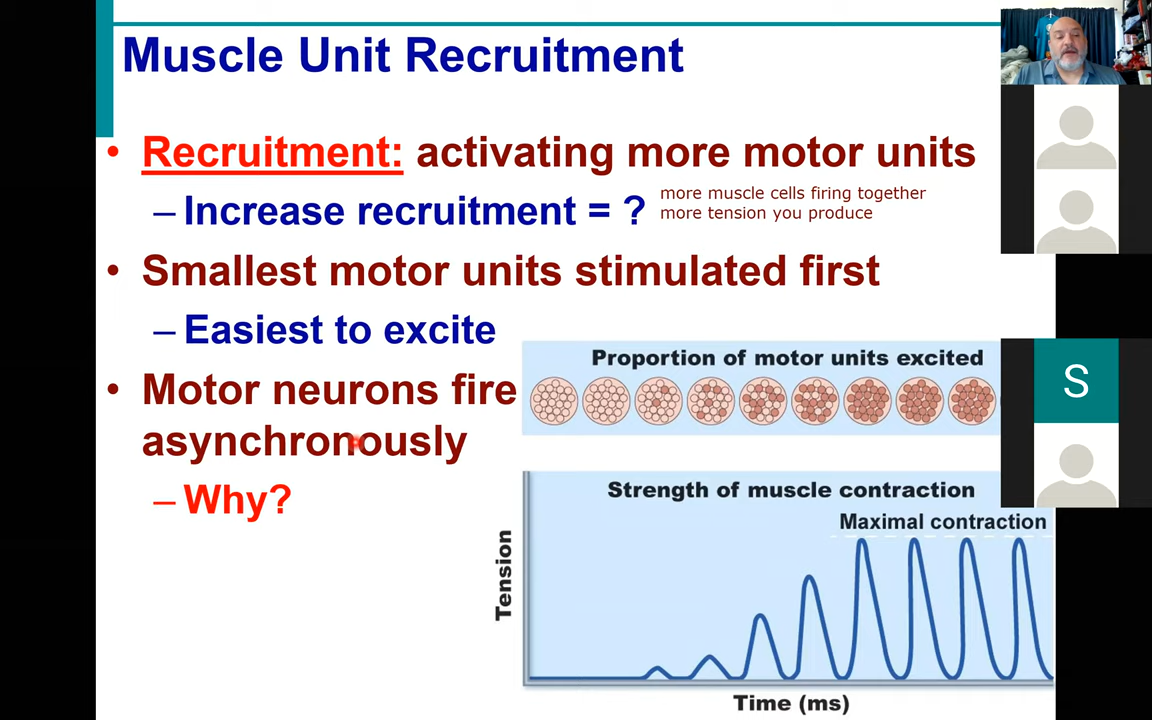 Muscle Unit Recruitment
• Recruitment: activating more motor units
– Increase recruitment = ?
more muscle cells firing together
more tension you produce
• Smallest motor units stimulated first
– Easiest to excite
• Motor neurons fire
asynchronously
– Why?
Proportion of motor units excited
Strength of muscle contraction
Maximal contraction
Tension
Time (ms)
S